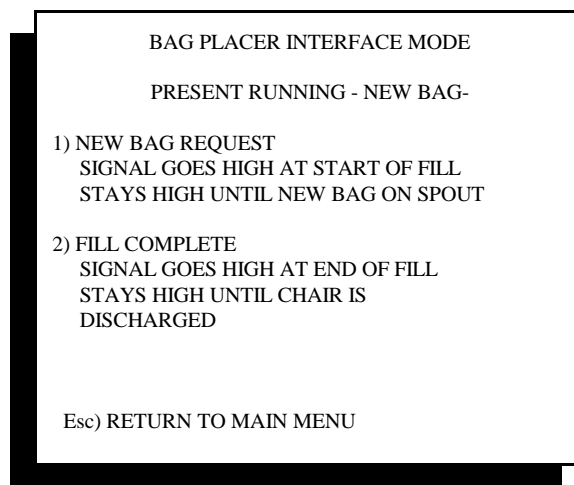 BAG PLACER INTERFACE MODE
PRESENT RUNNING - NEW BAG-
1) NEW BAG REQUEST
SIGNAL GOES HIGH AT START OF FILL
STAYS HIGH UNTIL NEW BAG ON SPOUT
2) FILL COMPLETE
SIGNAL GOES HIGH AT END OF FILL
STAYS HIGH UNTIL CHAIR IS
DISCHARGED
Esc) RETURN TO MAIN MENU